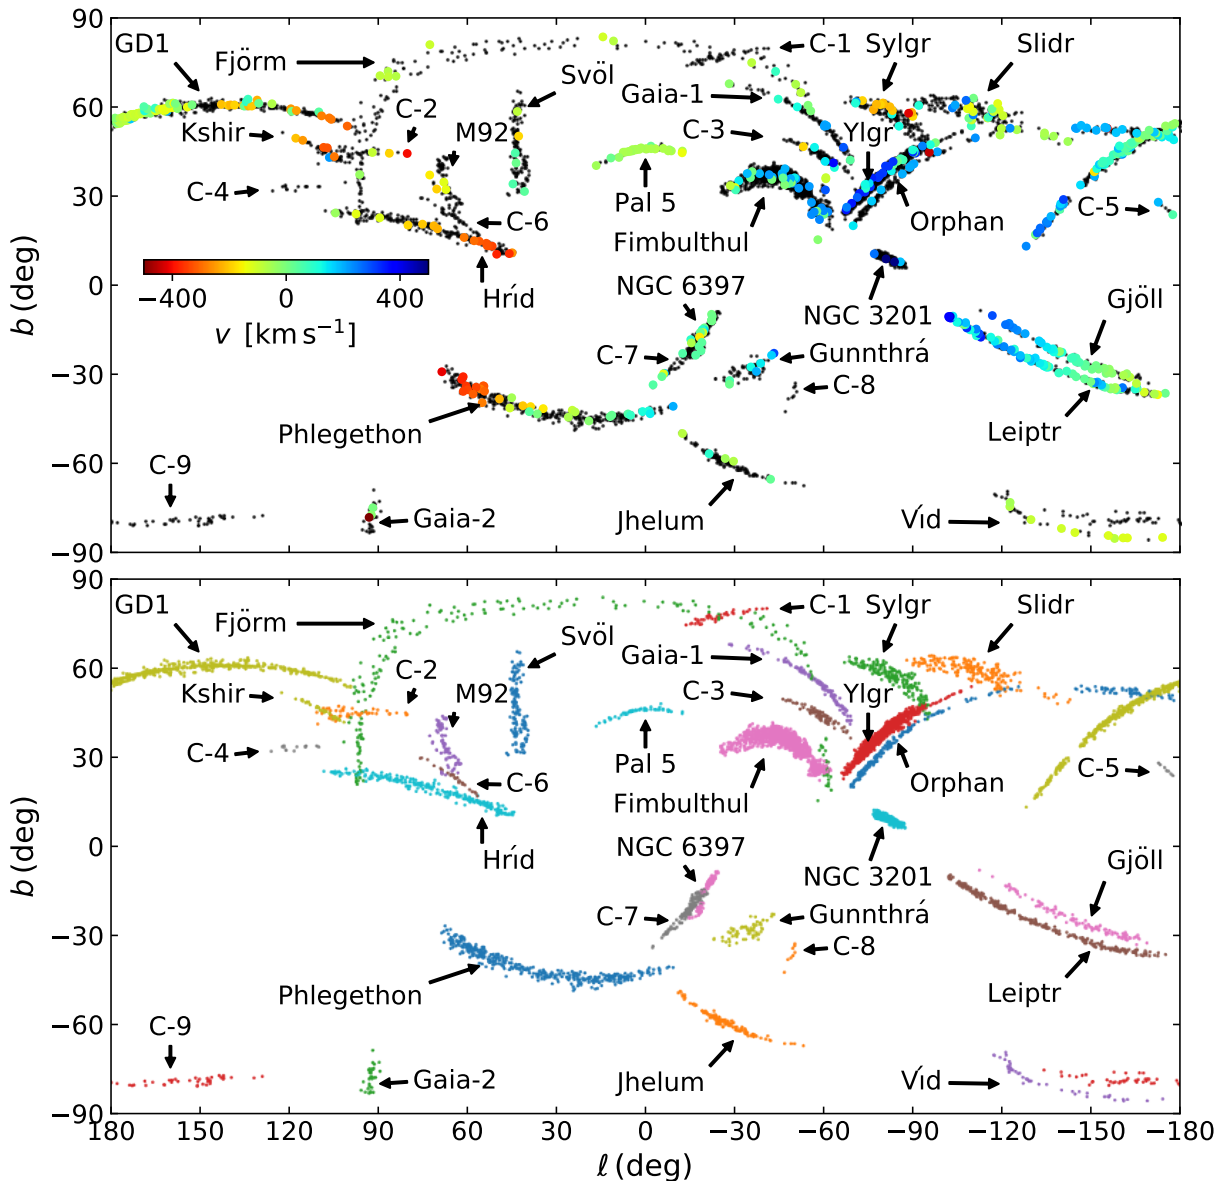 90
60
30
0
−30
−60
−90
b (deg)
GD1
Fjörm
C-2
Kshir
M92
Svöl
C-4
C-6
Hríd
−400 0 400
v [km s−1]
C-1
Sylgr
Slidr
Gaia-1
C-3
Ylgr
Pal 5
Fimbulthul
Orphan
C-5
NGC 6397
NGC 3201
Gjöll
C-7
Gunnthrá
C-8
Phlegethon
Leiptr
C-9
Gaia-2
Jhelum
Vid
90
60
30
0
−30
−60
−90
b (deg)
GD1
Fjörm
C-2
Kshir
M92
Svöl
C-4
C-6
Hríd
C-1
Sylgr
Slidr
Gaia-1
C-3
Ylgr
Pal 5
Fimbulthul
Orphan
C-5
NGC 6397
NGC 3201
Gjöll
C-7
Gunnthrá
C-8
Phlegethon
Leiptr
C-9
Gaia-2
Jhelum
Víd
180 150 120 90 60 30 0 −30 −60 −90 −120 −150 −180
ℓ (deg)